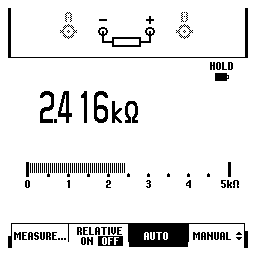 − +
HOLD
2.416kΩ
0 1 2 3 4 5kΩ
MEASURE... RELATIVE ON OFF AUTO MANUAL